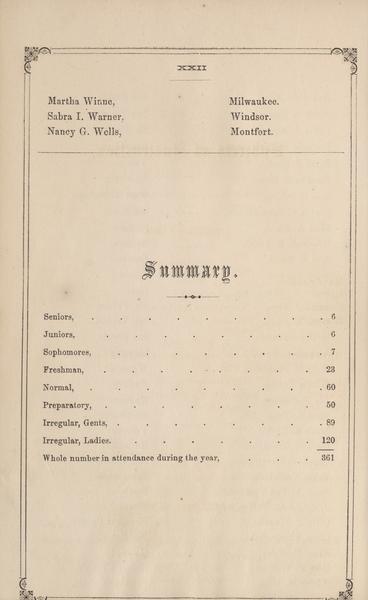 XXII
Martha Winne, Milwaukee.
Sabra I. Warner, Windsor.
Nancy G. Wells, Montfort.
Summary.
Seniors, . . . . . . . . . 6
Juniors, . . . . . . . . 6
Sophomores, . . . . . . . . 7
Freshman, . . . . . . . . 23
Normal, . . . . . . . . . 60
Preparatory, . . . . . . . . 50
Irregular, Gents, . . . . . . . . 89
Irregular, Ladies. . . . . . . . 120
Whole number in attendance during the year, . . . 361